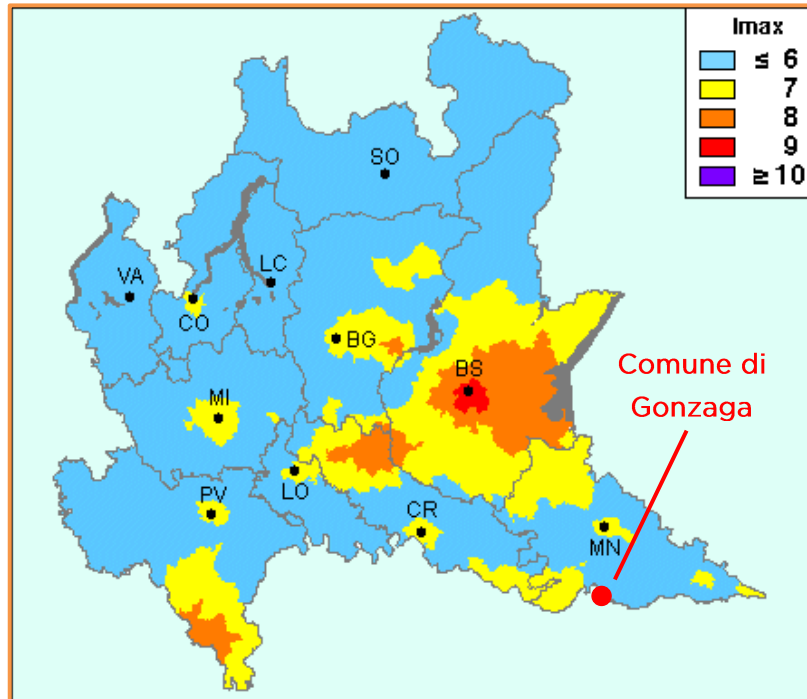 Imax
≤ 6
7
8
9
≥ 10
SO
VA
CO
LC
BG
BS
Comune di
Gonzaga
MI
LO
PV
CR
MN